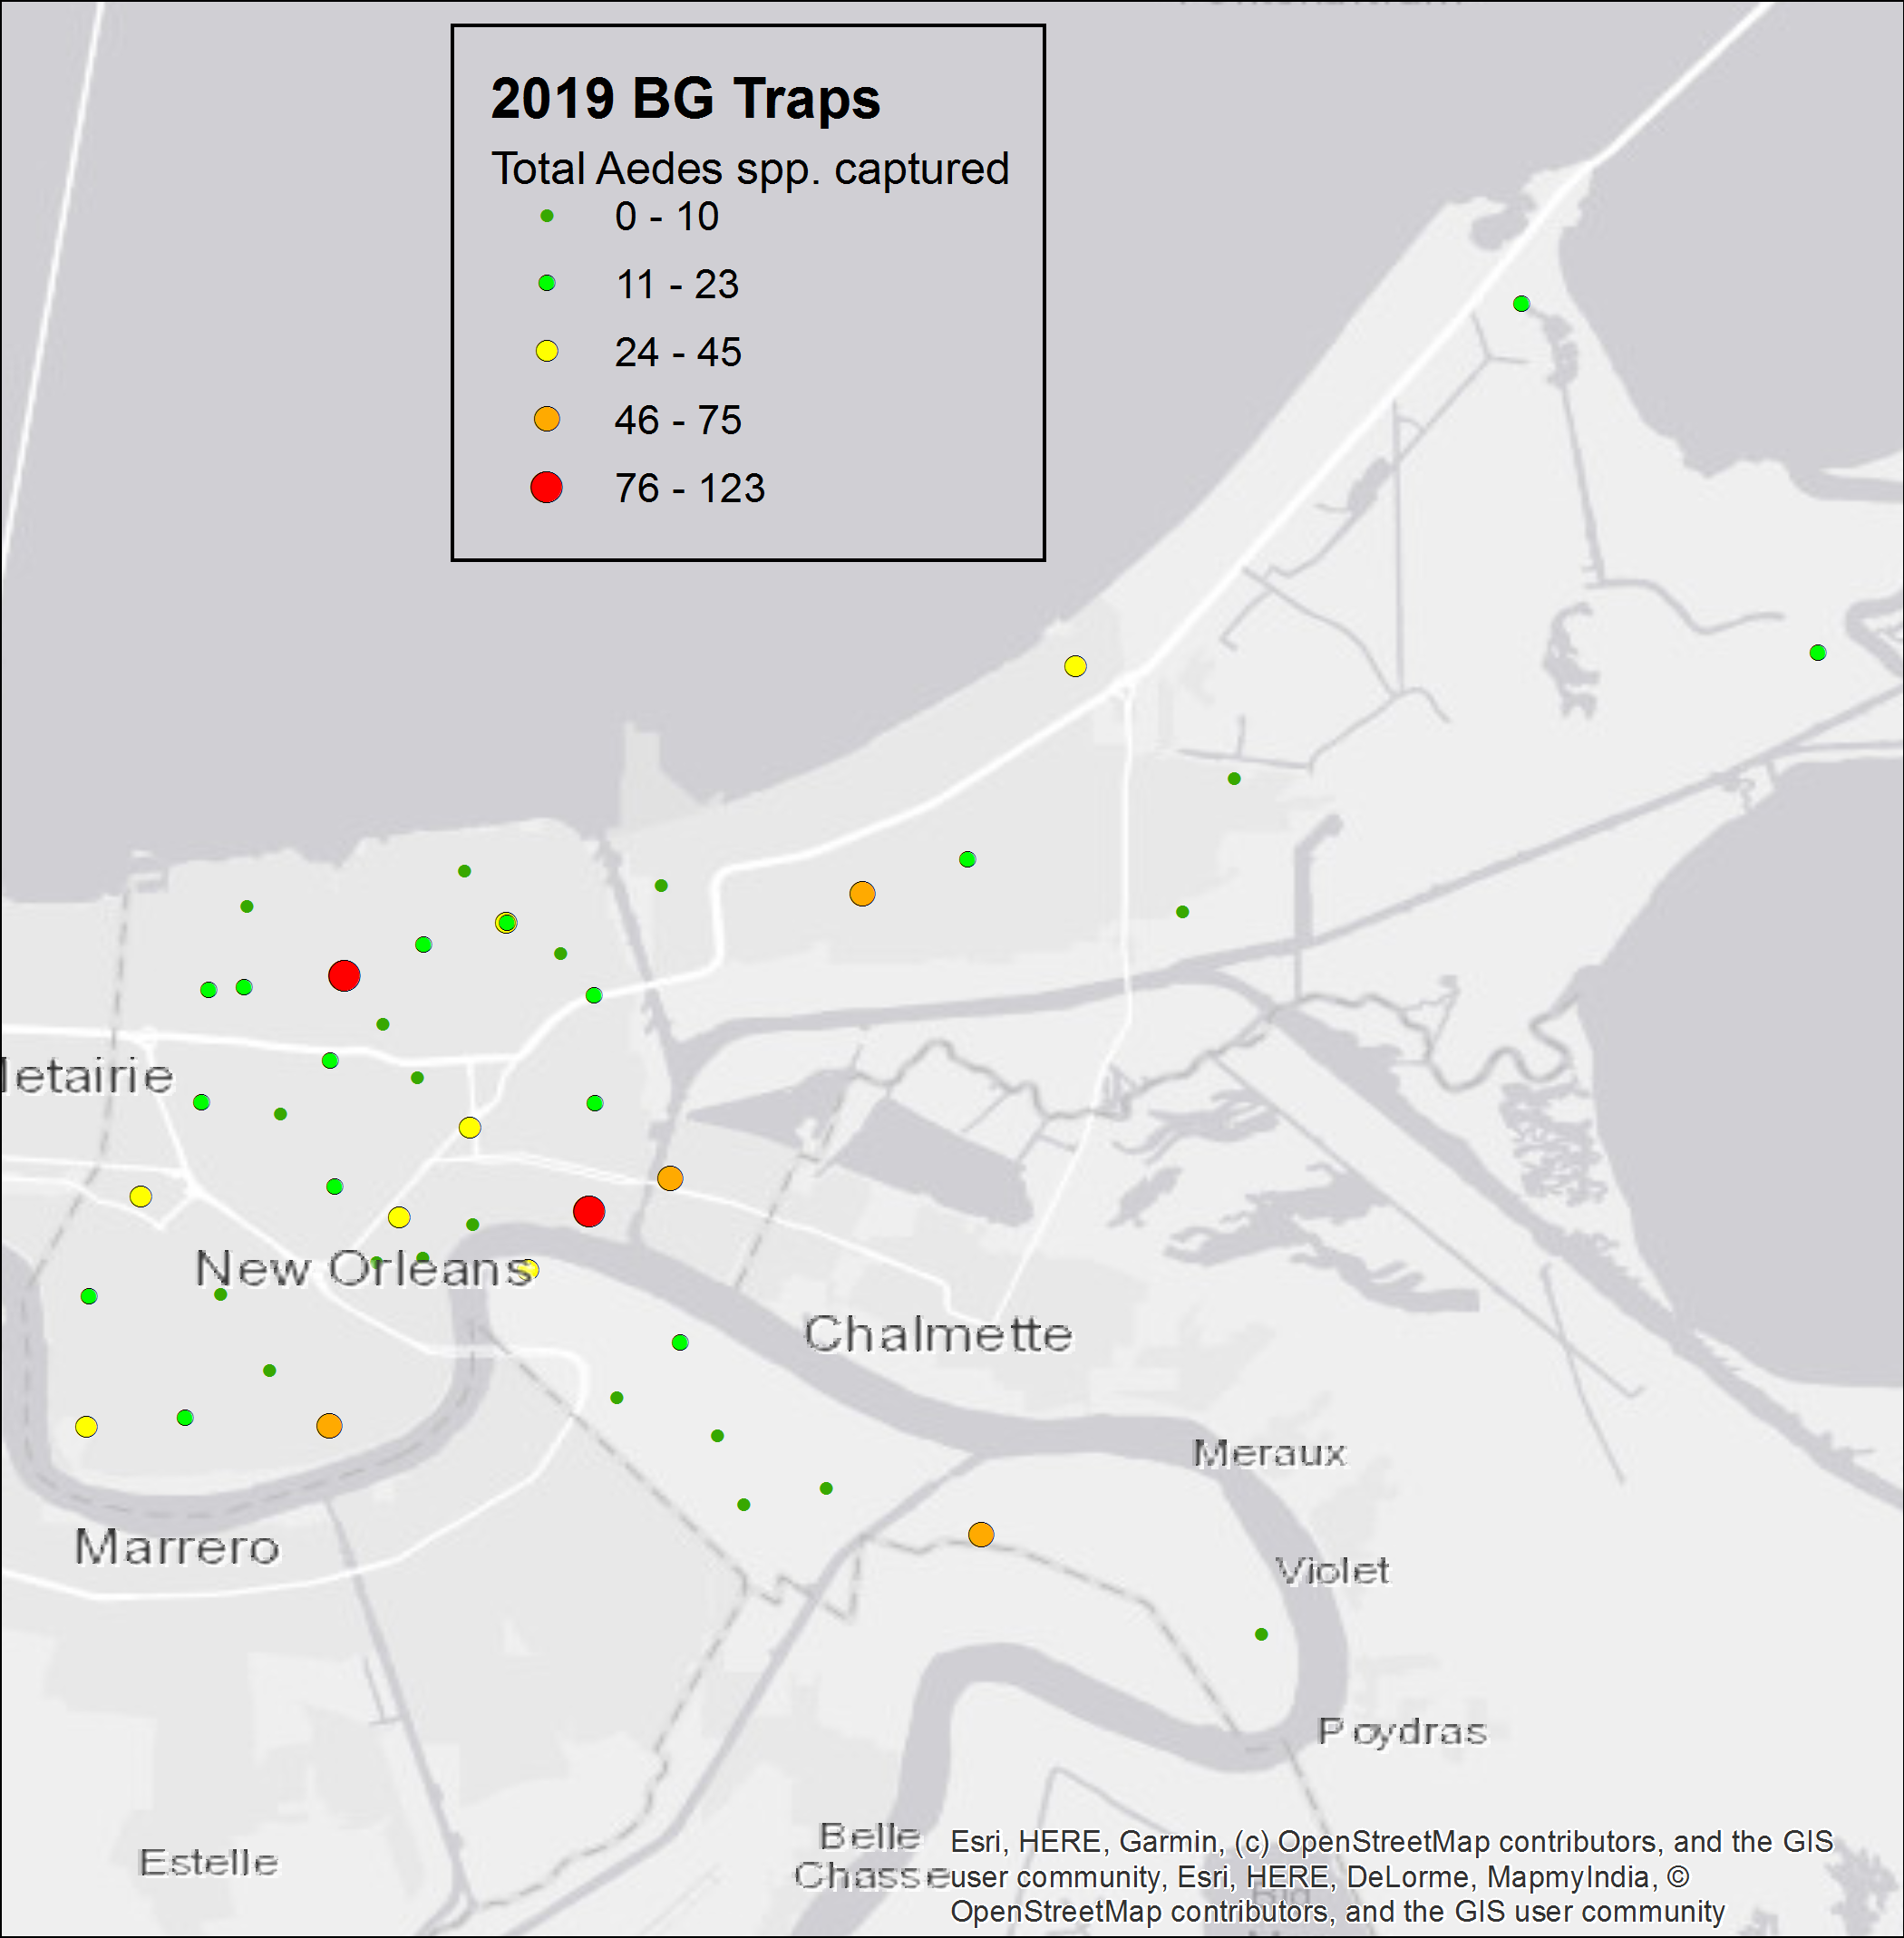 2019 BG Traps
Total Aedes spp. captured
0 - 10
11 - 23
24 - 45
46 - 75
76 - 123
letairie
New Orleans
Chalmette
Meraux
Marrero
Violet
Poydras
Belle
Chasse
Estelle
Esri, HERE, Garmin, (c) OpenStreetMap contributors, and the GIS
user community, Esri, HERE, DeLorme, MapmyIndia, ©
OpenStreetMap contributors, and the GIS user community